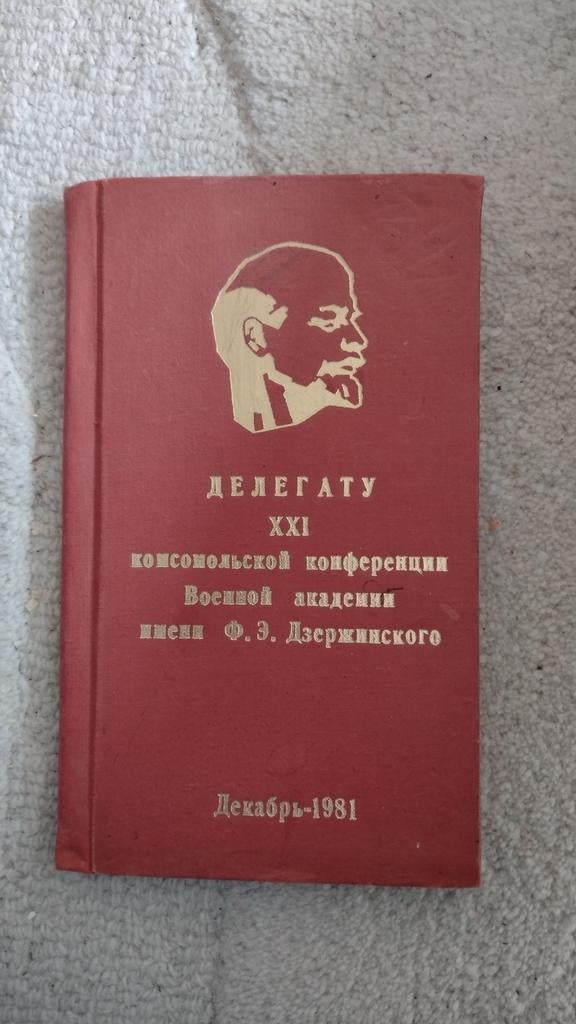 ДЕЛЕГАТУ
XXI
комсомольской конференции
Военной академии
имени Ф.Э. Дзержинского
Декабрь-1981